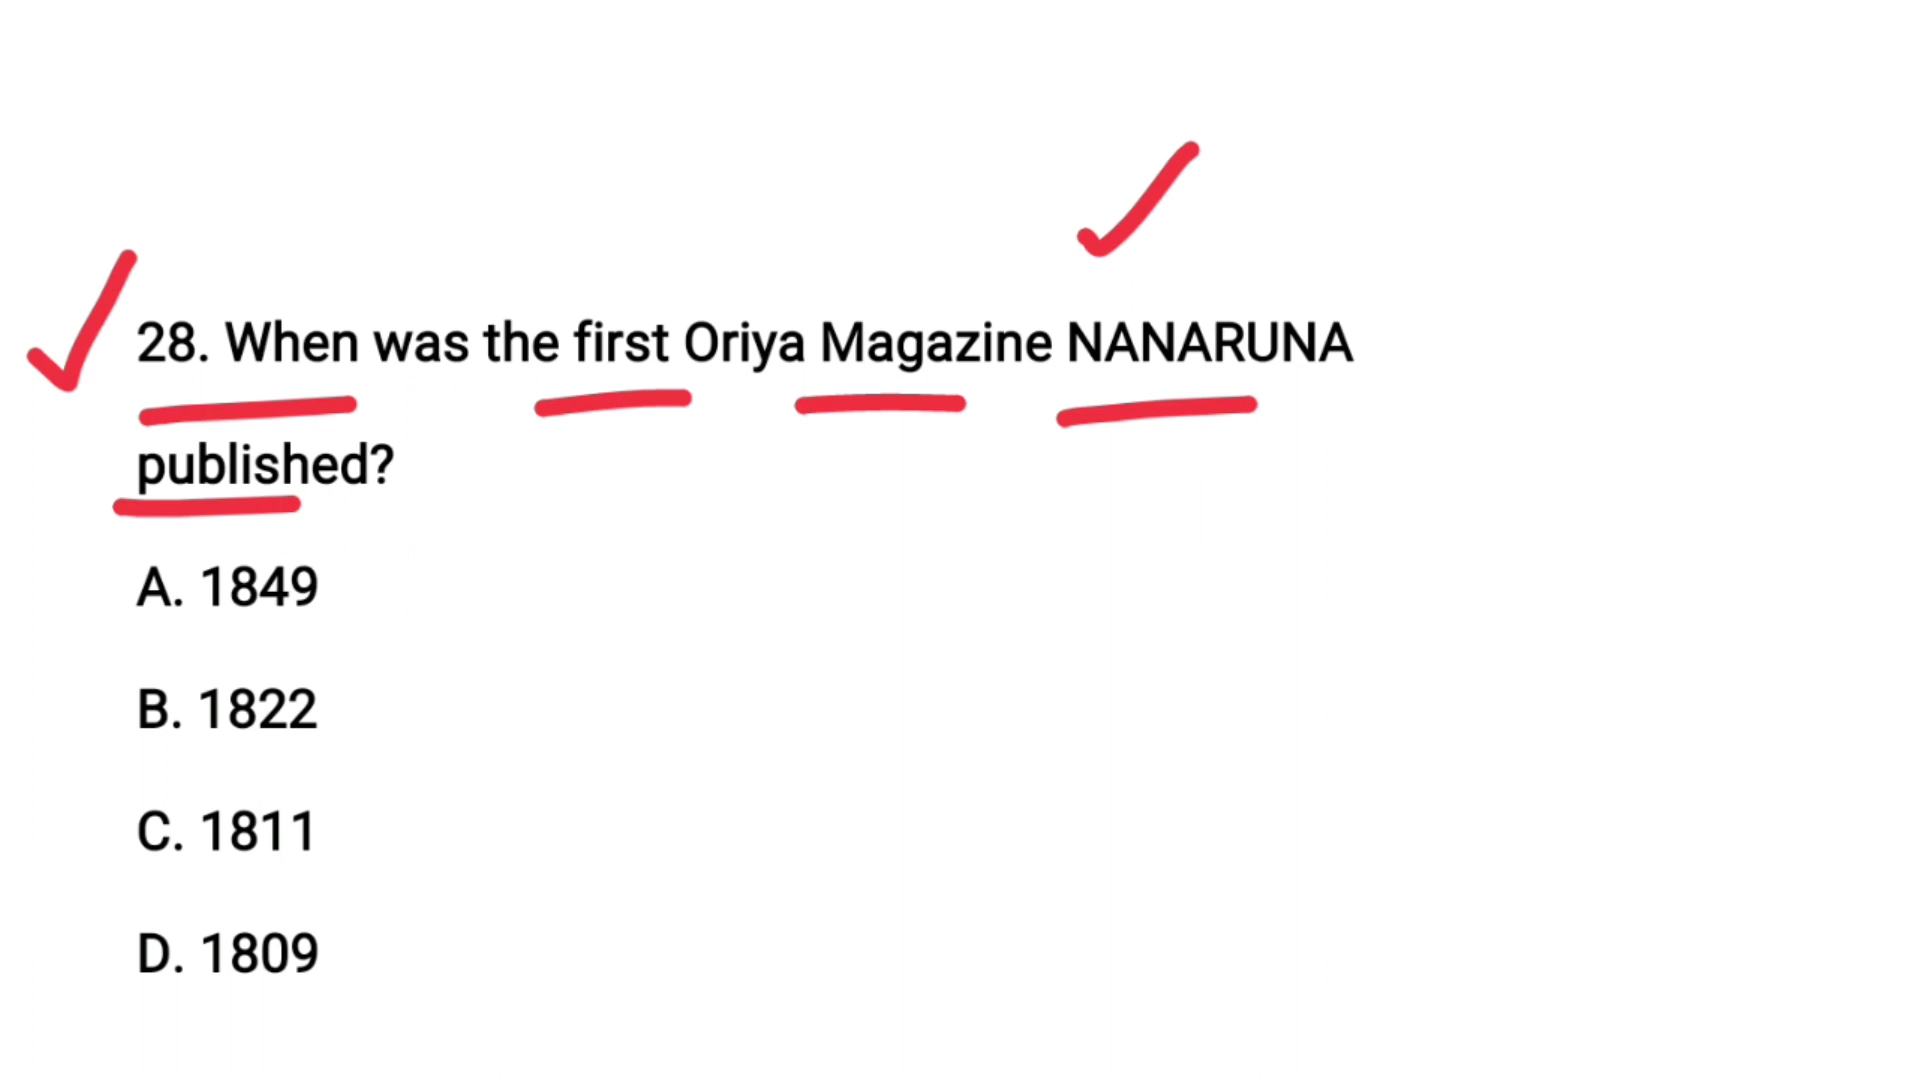 28. When was the first Oriya Magazine NANARUNA
published?
A. 1849
B. 1822
C. 1811
D. 1809